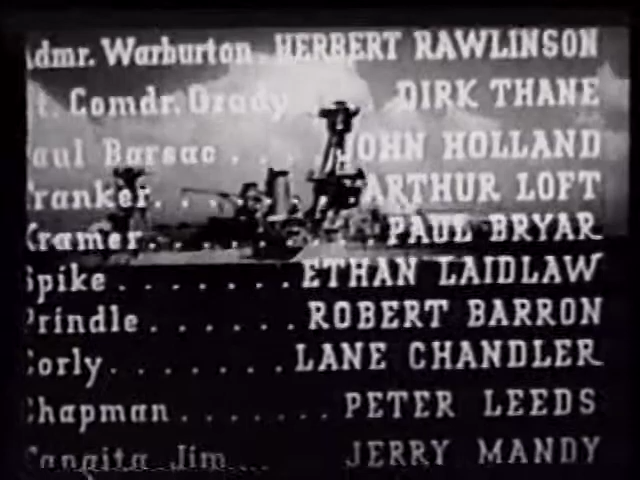 dmr. Warburton. HERBERT RAWLINSON
t. Comdr. Grady . . . DIRK THANE
aul Barsac . . . . JOHN HOLLAND
ranker. . . . . . . ARTHUR LOFT
Kramer. . . . . . . . PAUL BRYAR
Spike . . . . . . . ETHAN LAIDLAW
Prindle . . . . . . ROBERT BARRON
Corly. . . . . . . LANE CHANDLER
Chapman . . . . . . . PETER LEEDS
Jim... JERRY MANDY